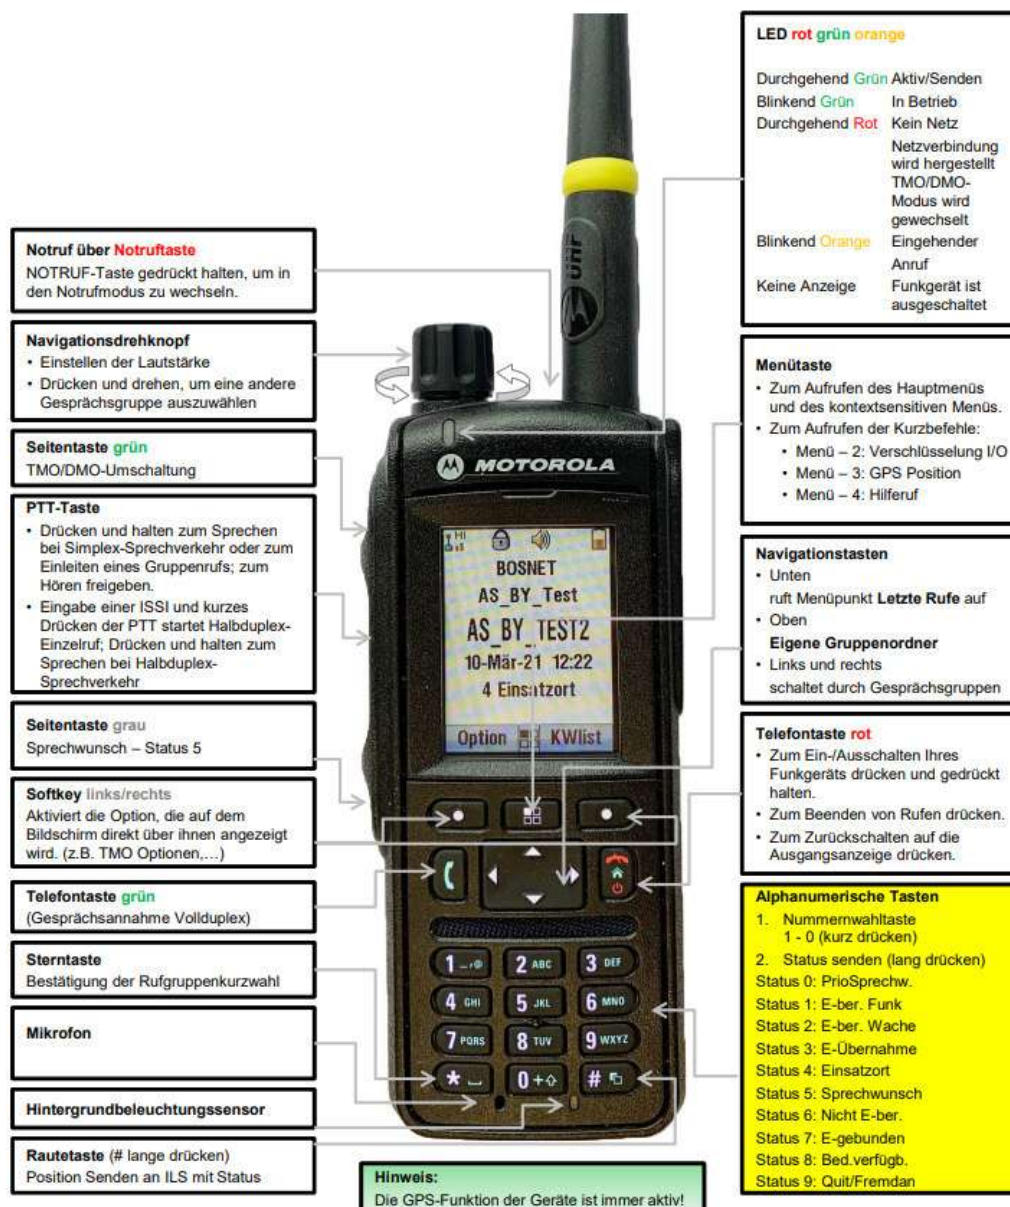 Notruf über Notruftaste
NOTRUF-Taste gedrückt halten, um in
den Notrufmodus zu wechseln.
Navigationsdrehknopf
• Einstellen der Lautstärke
• Drücken und drehen, um eine andere
Gesprächsgruppe auszuwählen
Seitentaste grün
TMO/DMO-Umschaltung
PTT-Taste
• Drücken und halten zum Sprechen
bei Simplex-Sprechverkehr oder zum
Einleiten eines Gruppenrufs; zum
Hören freigeben.
• Eingabe einer ISSI und kurzes
Drücken der PTT startet Halbduplex-
Einzelruf; Drücken und halten zum
Sprechen bei Halbduplex-
Sprechverkehr
Seitentaste grau
Sprechwunsch – Status 5
Softkey links/rechts
Aktiviert die Option, die auf dem
Bildschirm direkt über ihnen angezeigt
wird. (z.B. TMO Optionen,…)
Telefontaste grün
(Gesprächsannahme Vollduplex)
Sterntaste
Bestätigung der Rufgruppenkurzwahl
Mikrofon
Hintergrundbeleuchtungssensor
Rautetaste (# lange drücken)
Position Senden an ILS mit Status
UHF
MOTOROLA
HI
BOSNET
AS_BY_Test
AS_BY_TEST2
10-Mär-21 12:22
4 Einsatzort
Option KWlist
1 _,@ 2 ABC 3 DEF
4 GHI 5 JKL 6 MNO
7 PQRS 8 TUV 9 WXYZ
* 0 + #
Hinweis:
Die GPS-Funktion der Geräte ist immer aktiv!
LED rot grün orange
Durchgehend Grün Aktiv/Senden
Blinkend Grün In Betrieb
Durchgehend Rot Kein Netz
Netzverbindung
wird hergestellt
TMO/DMO-
Modus wird
gewechselt
Blinkend Orange Eingehender
Anruf
Keine Anzeige Funkgerät ist
ausgeschaltet
Menütaste
• Zum Aufrufen des Hauptmenüs
und des kontextsensitiven Menüs.
• Zum Aufrufen der Kurzbefehle:
• Menü – 2: Verschlüsselung I/O
• Menü – 3: GPS Position
• Menü – 4: Hilferuf
Navigationstasten
• Unten
ruft Menüpunkt Letzte Rufe auf
• Oben
Eigene Gruppenordner
• Links und rechts
schaltet durch Gesprächsgruppen
Telefontaste rot
• Zum Ein-/Ausschalten Ihres
Funkgeräts drücken und gedrückt
halten.
• Zum Beenden von Rufen drücken.
• Zum Zurückschalten auf die
Ausgangsanzeige drücken.
Alphanumerische Tasten
1. Nummernwahltaste
1 - 0 (kurz drücken)
2. Status senden (lang drücken)
Status 0: PrioSprechw.
Status 1: E-ber. Funk
Status 2: E-ber. Wache
Status 3: E-Übernahme
Status 4: Einsatzort
Status 5: Sprechwunsch
Status 6: Nicht E-ber.
Status 7: E-gebunden
Status 8: Bed.verfügb.
Status 9: Quit/Fremdan